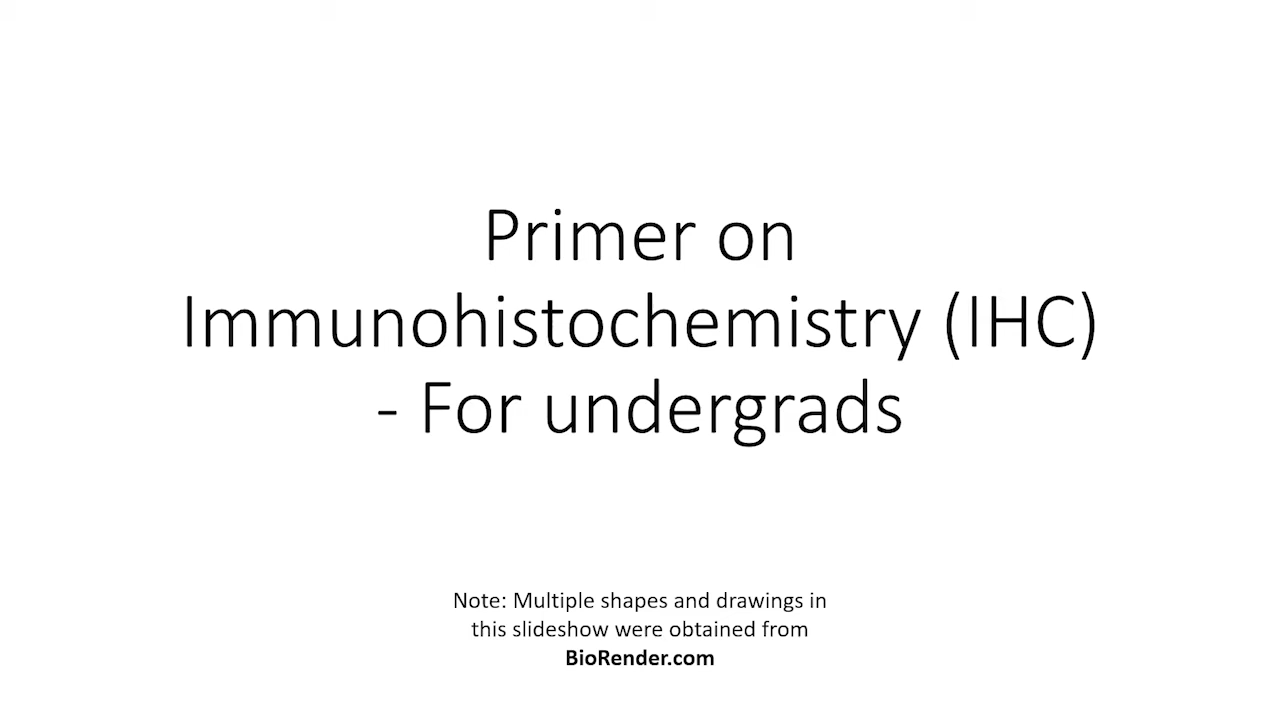 Primer on
Immunohistochemistry (IHC)
- For undergrads
Note: Multiple shapes and drawings in
this slideshow were obtained from
BioRender.com